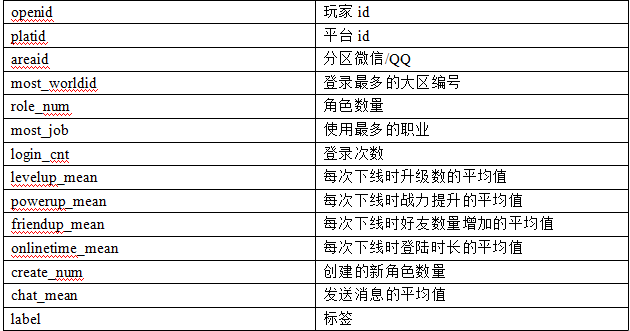 openid 玩家 id
platid 平台 id
areaid 分区微信/QQ
most_worldid 登录最多的大区编号
role_num 角色数量
most_job 使用最多的职业
login_cnt 登录次数
levelup_mean 每次下线时升级数的平均值
powerup_mean 每次下线时战力提升的平均值
friendup_mean 每次下线时好友数量增加的平均值
onlinetime_mean 每次下线时登陆时长的平均值
create_num 创建的新角色数量
chat_mean 发送消息的平均值
label 标签